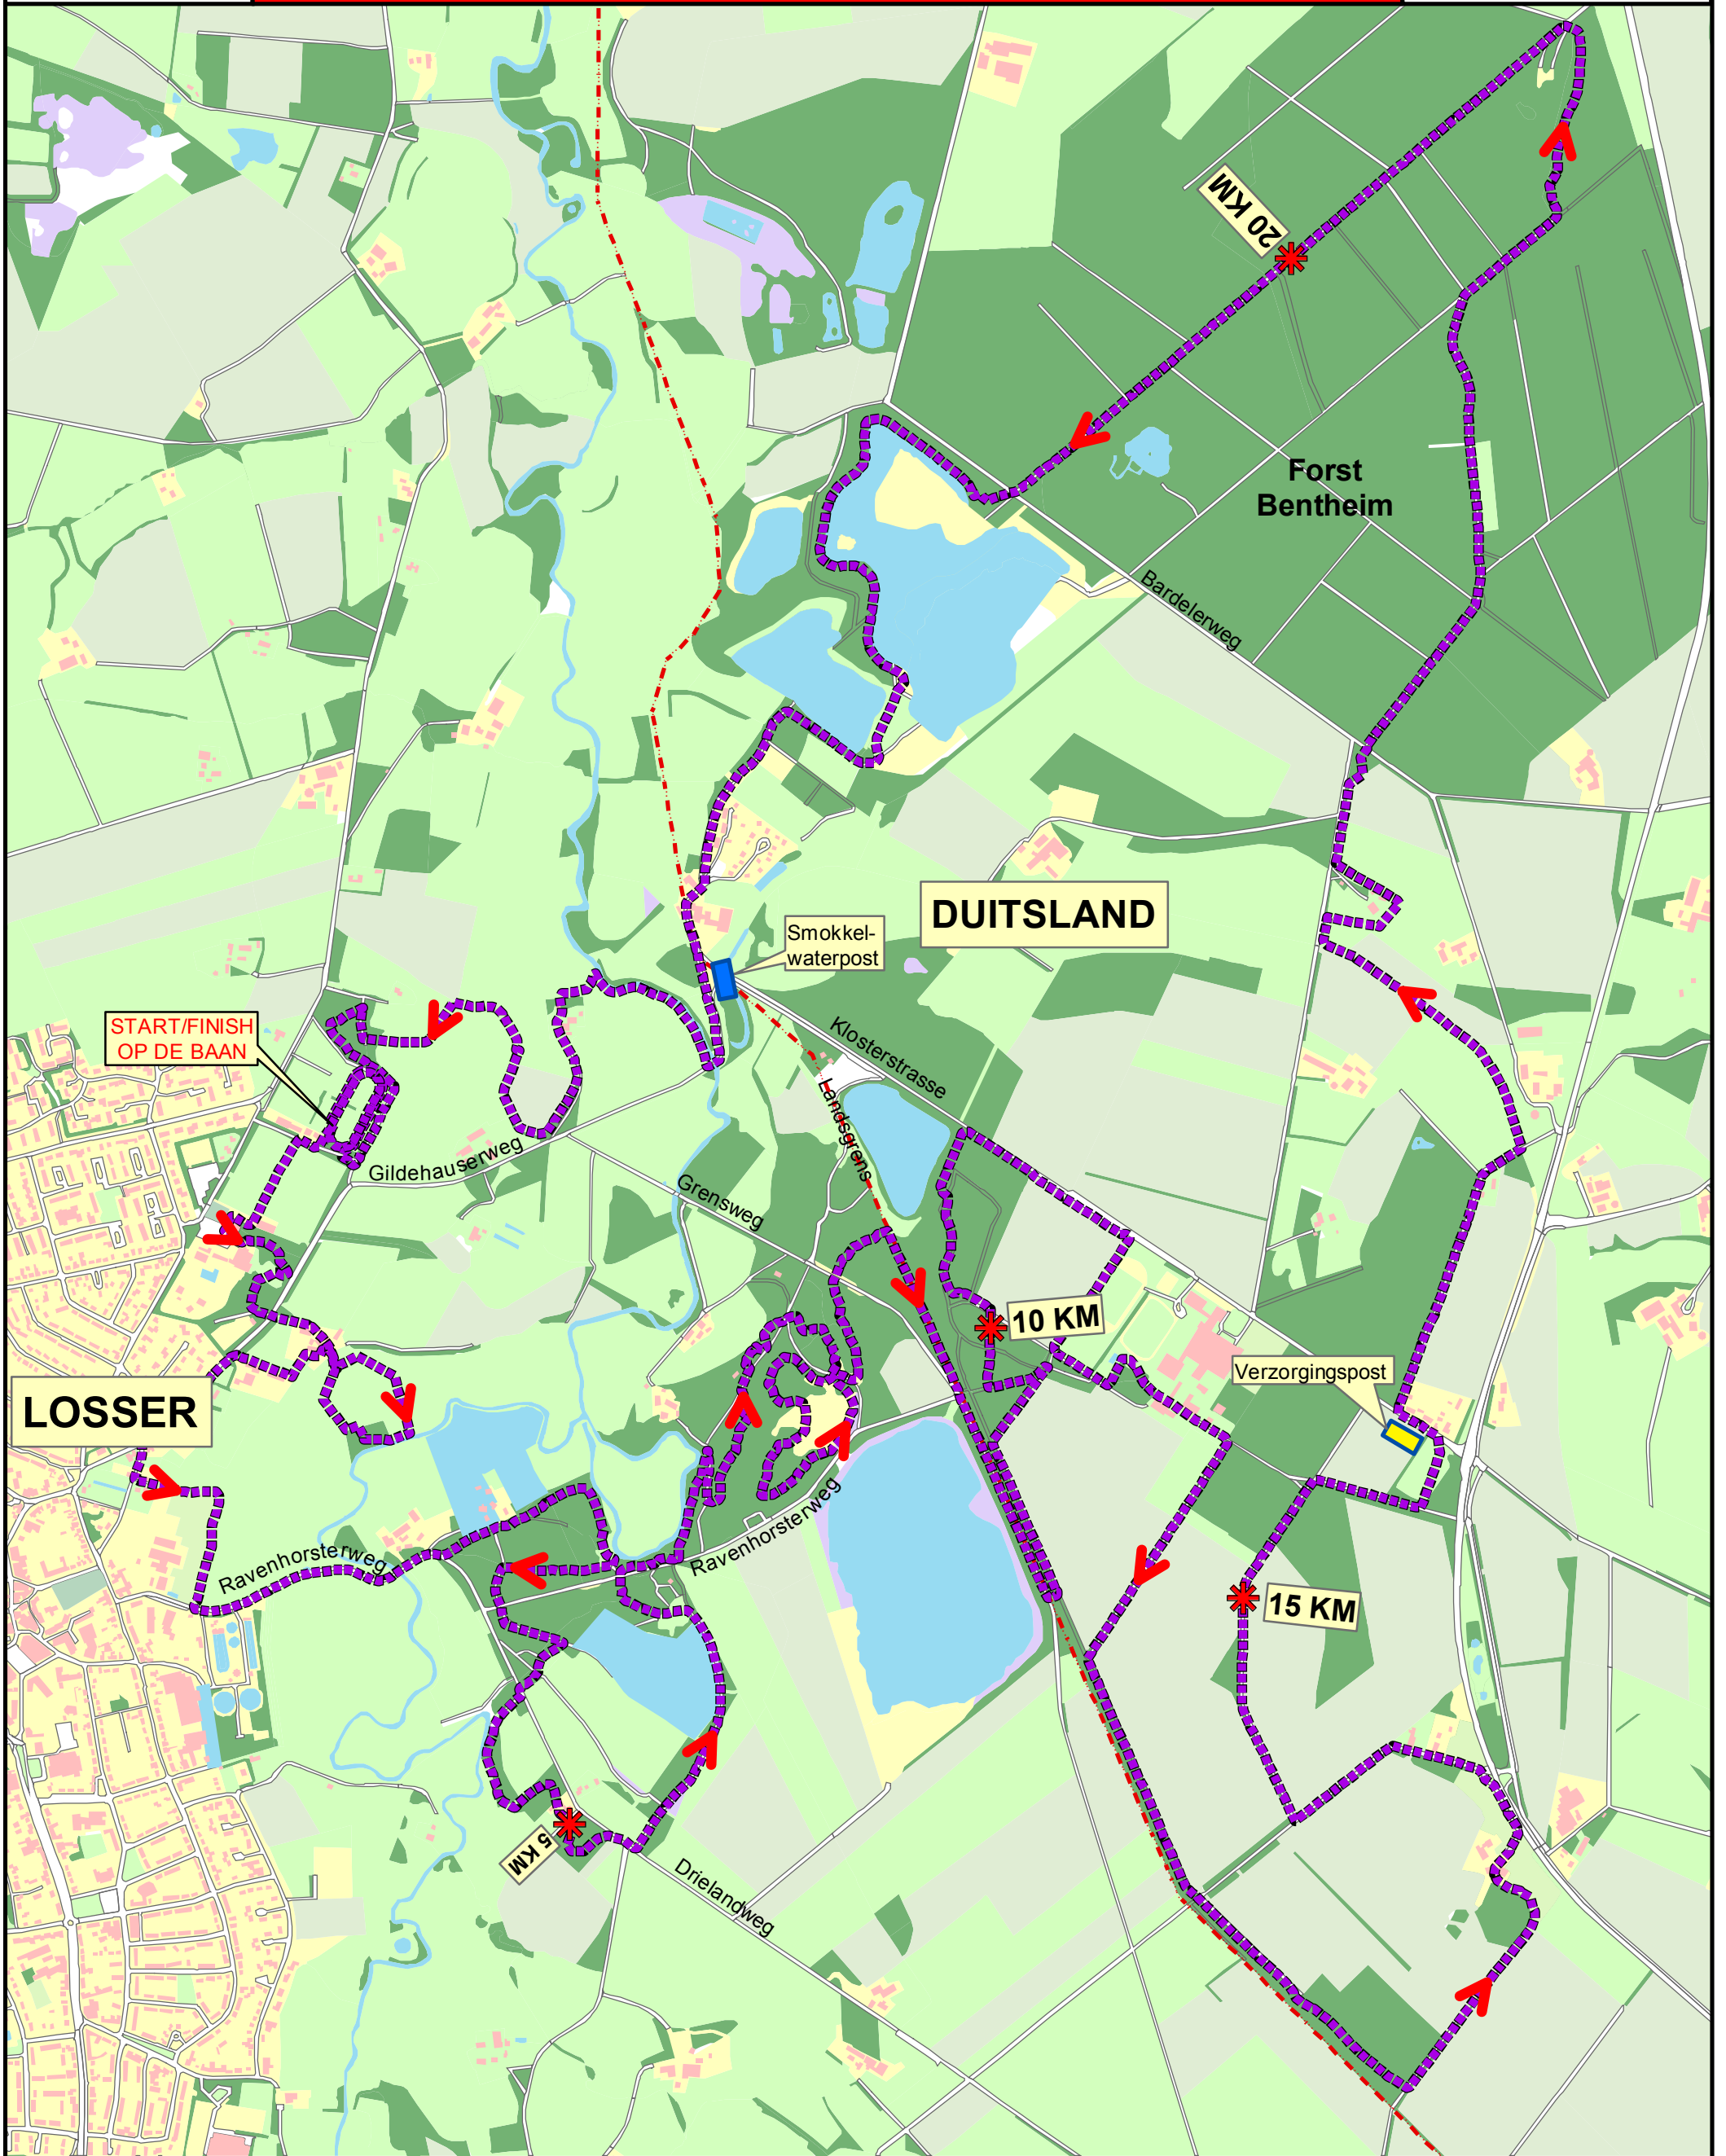 20 KM
Forst
Bentheim
Bardelerweg
DUITSLAND
Smokkel-
waterpost
START/FINISH
OP DE BAAN
Klosterstrasse
Landsgrens
Gildehauserweg
Grensweg
10 KM
Verzorgingspost
LOSSER
Ravenhorsterweg
Ravenhorsterweg
15 KM
5 KM
Drielandweg